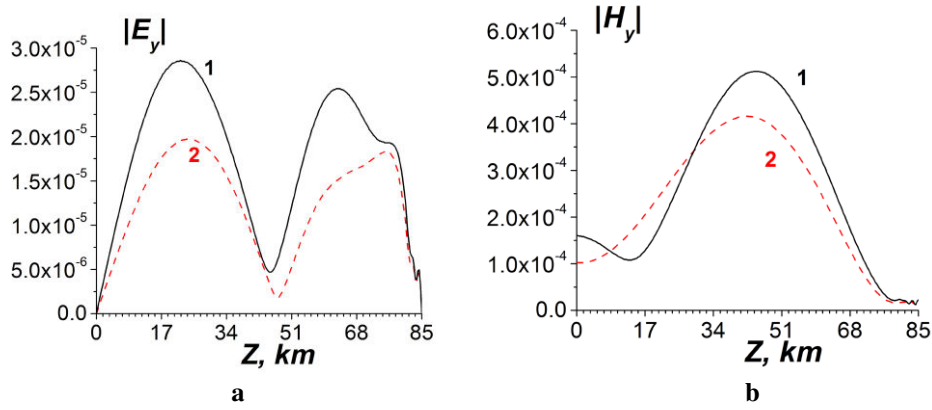 |E_y|
3.0x10^-5
2.5x10^-5
2.0x10^-5
1.5x10^-5
1.0x10^-5
5.0x10^-6
0.0
1
2
0 17 34 51 68 85
Z, km
a
|H_y|
6.0x10^-4
5.0x10^-4
4.0x10^-4
3.0x10^-4
2.0x10^-4
1.0x10^-4
0.0
1
2
0 17 34 51 68 85
Z, km
b